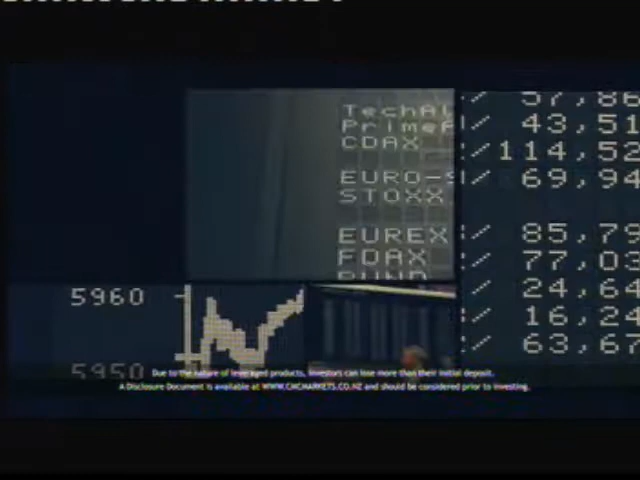 TechAl
PrimeA
CDAX
EURO-S
STOXX
EUREX
FDAX
BUND
57,86
43,51
114,52
69,94
85,79
77,03
24,64
16,24
63,67
5960
5950
Due to the nature of leveraged products, investors can lose more than their initial deposit.
A Disclosure Document is available at WWW.CMCMARKETS.CO.NZ and should be considered prior to investing.